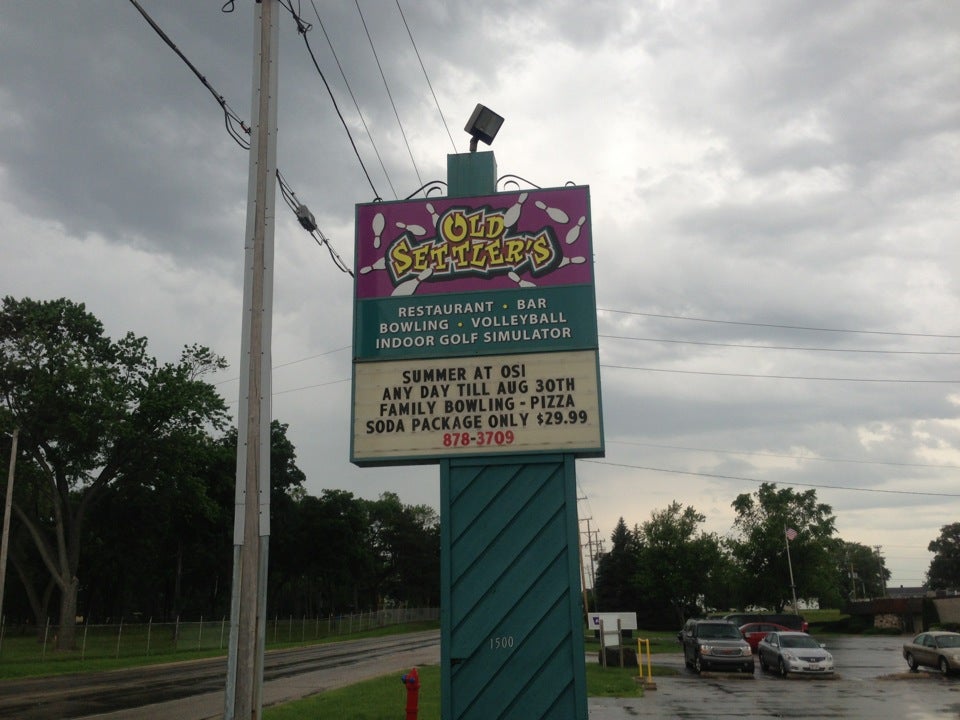 OLD
SETTLER'S
RESTAURANT • BAR
BOWLING • VOLLEYBALL
INDOOR GOLF SIMULATOR
SUMMER AT OSI
ANY DAY TILL AUG 30TH
FAMILY BOWLING - PIZZA
SODA PACKAGE ONLY $29.99
878-3709
1500